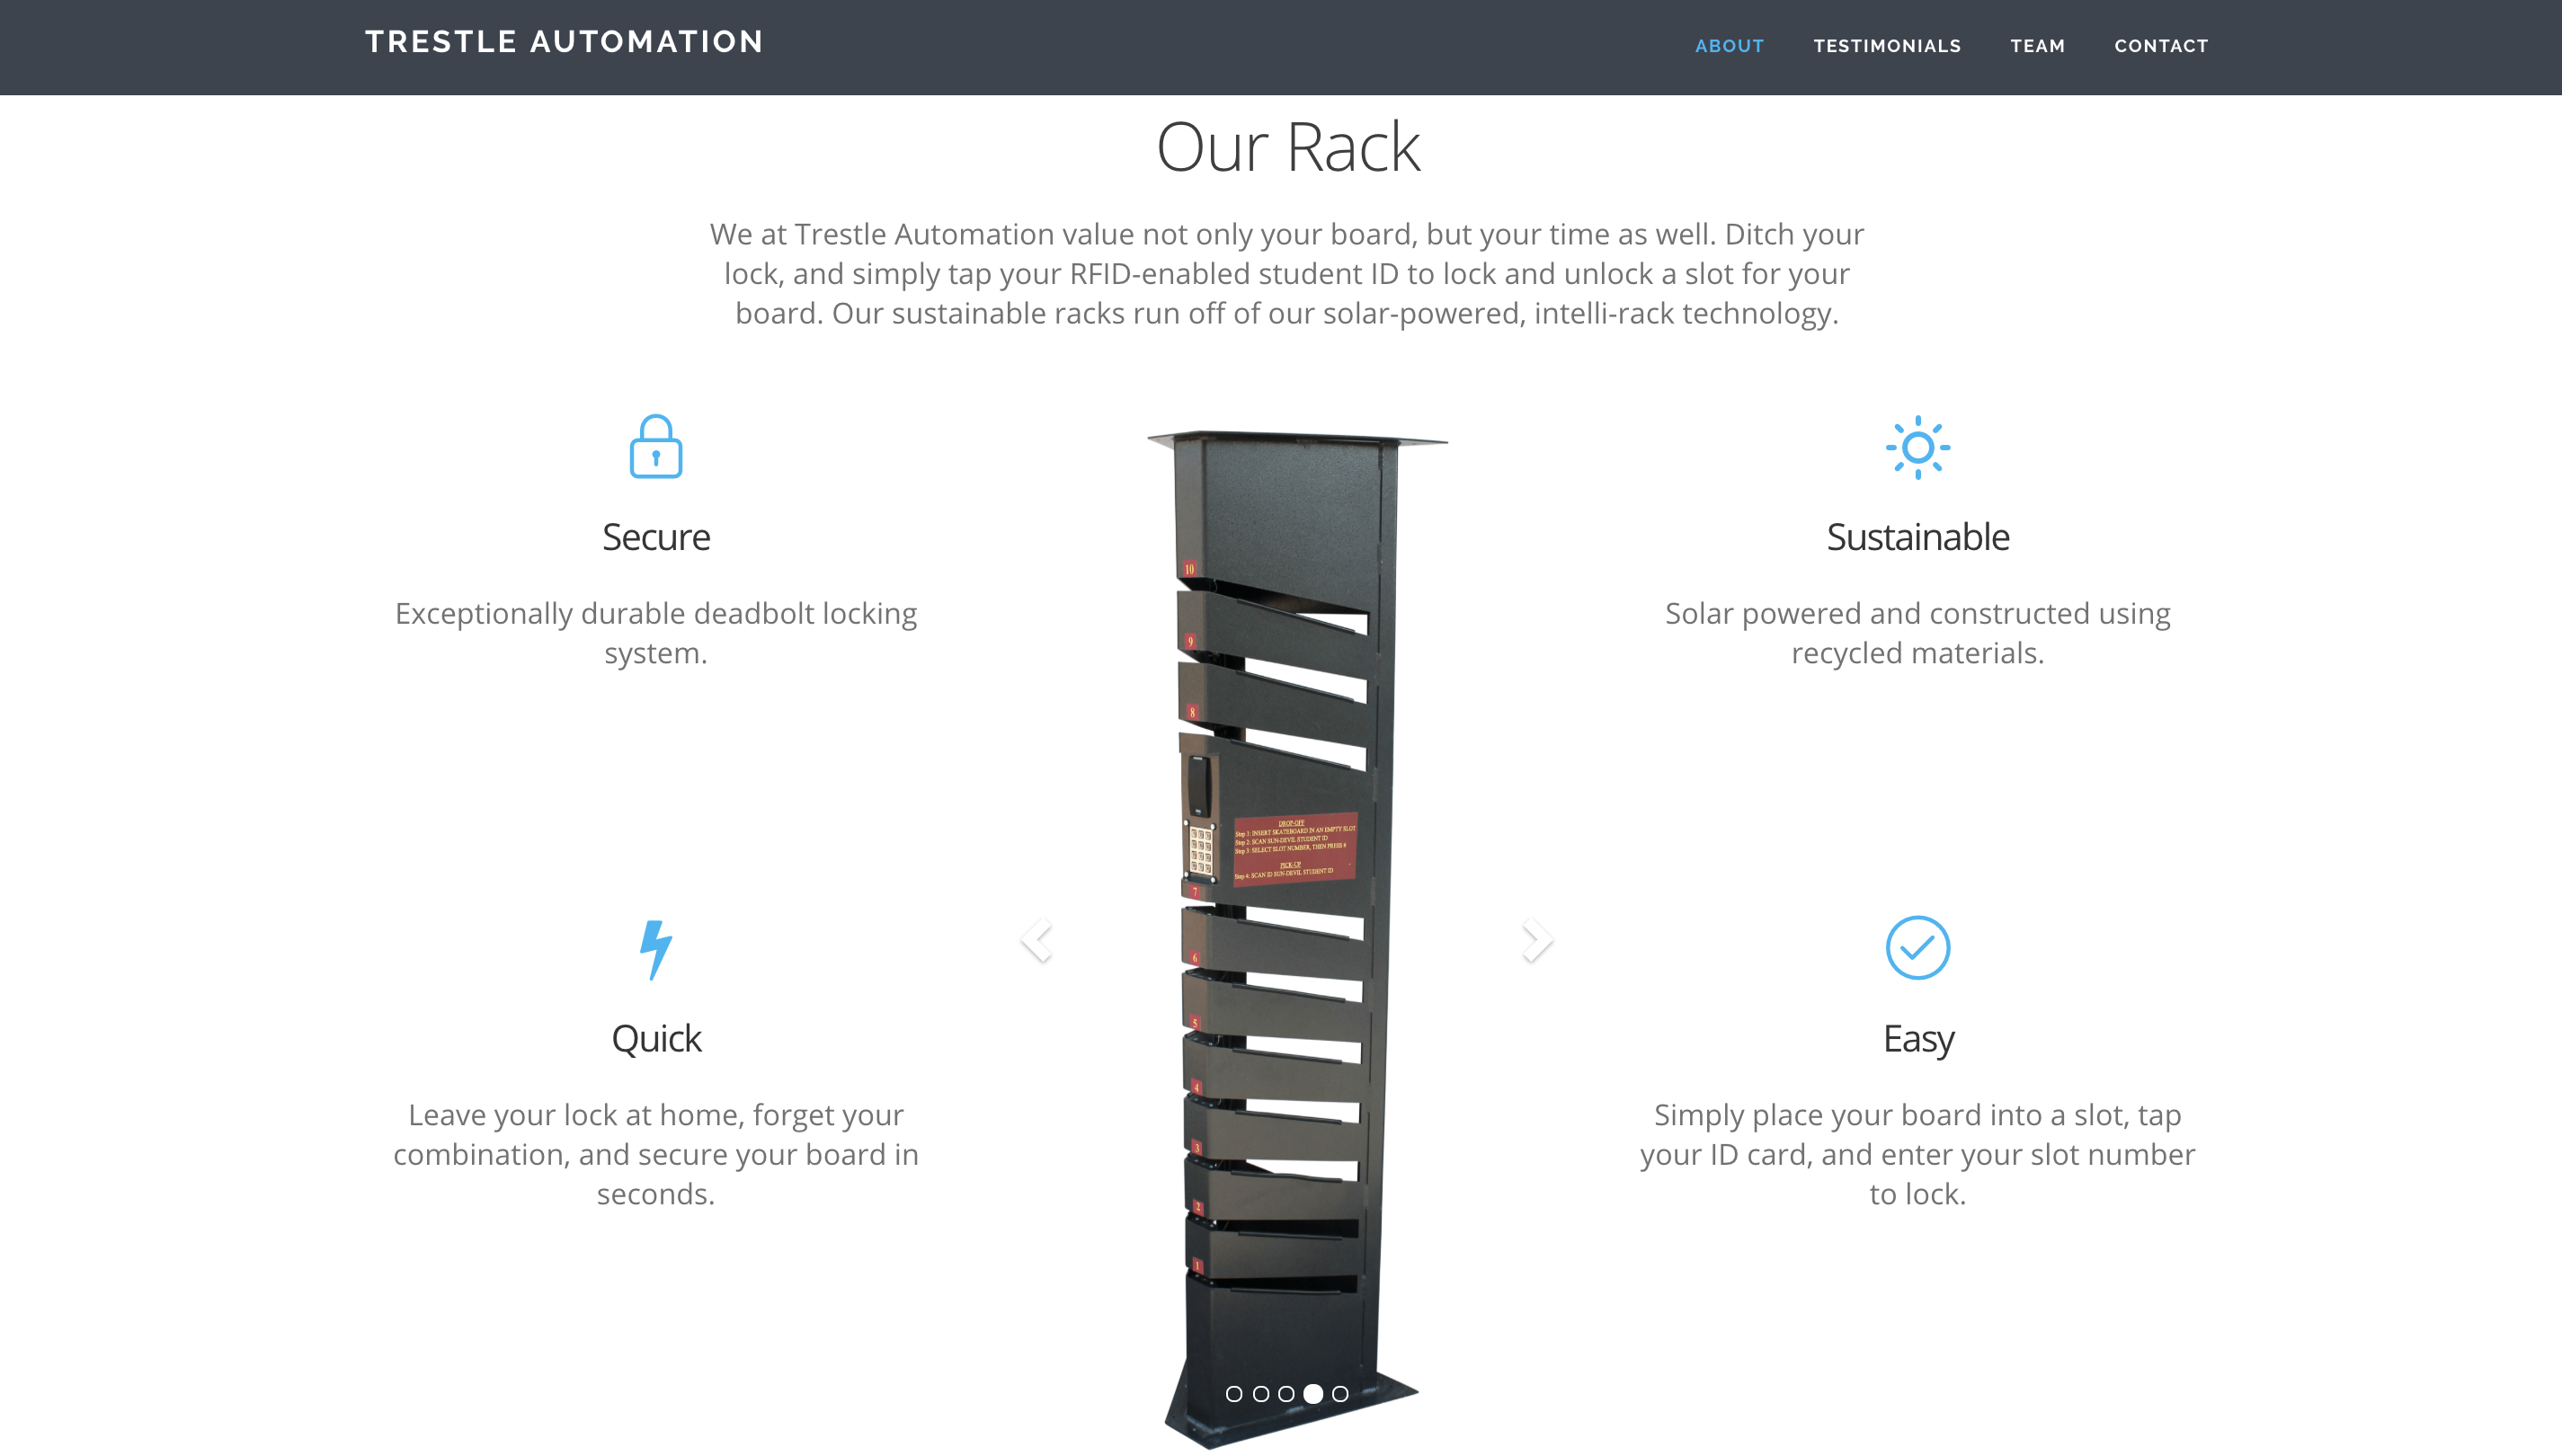 TRESTLE AUTOMATION
ABOUT TESTIMONIALS TEAM CONTACT
Our Rack
We at Trestle Automation value not only your board, but your time as well. Ditch your
lock, and simply tap your RFID-enabled student ID to lock and unlock a slot for your
board. Our sustainable racks run off of our solar-powered, intelli-rack technology.
Secure
Exceptionally durable deadbolt locking
system.
Quick
Leave your lock at home, forget your
combination, and secure your board in
seconds.
10
9
8
DROP-OFF
Step 1: INSERT SKATEBOARD IN AN EMPTY SLOT
Step 2: SCAN SUN-DEVIL STUDENT ID
Step 3: SELECT SLOT NUMBER, THEN PRESS #
PICK-UP
Step 4: SCAN ID SUN-DEVIL STUDENT ID
7
6
5
4
3
2
1
Sustainable
Solar powered and constructed using
recycled materials.
Easy
Simply place your board into a slot, tap
your ID card, and enter your slot number
to lock.